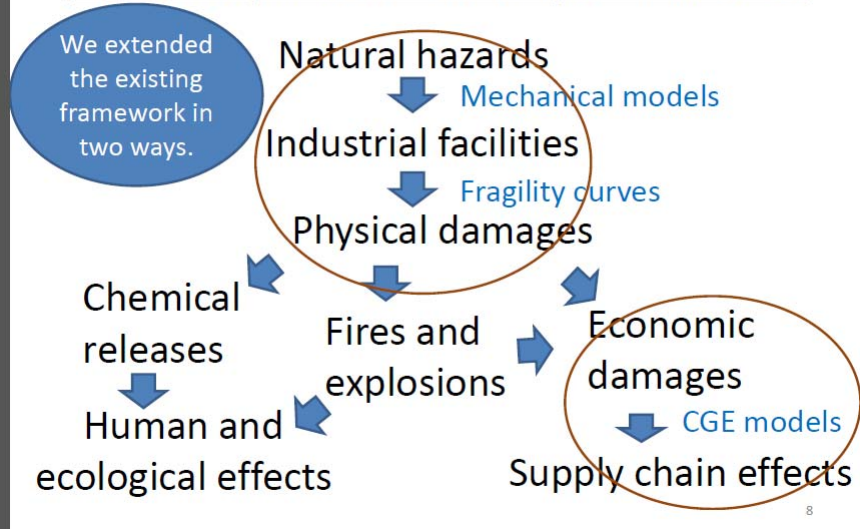 We extended
the existing
framework in
two ways.
Natural hazards
Mechanical models
Industrial facilities
Fragility curves
Physical damages
Chemical
releases
Fires and
explosions
Economic
damages
CGE models
Human and
ecological effects
Supply chain effects
8